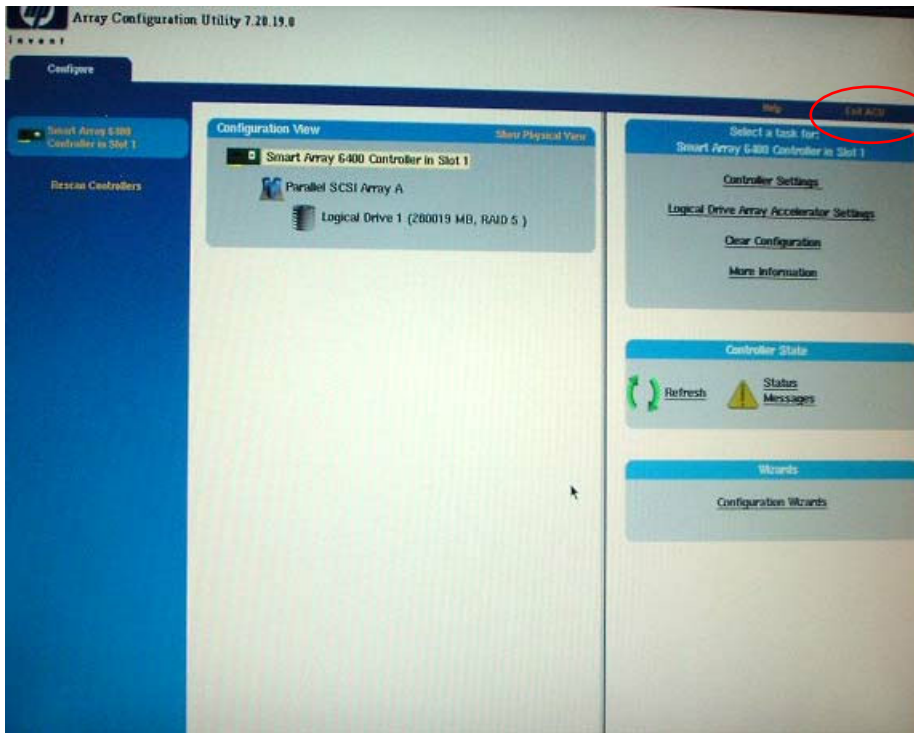 hp
Array Configuration Utility 7.20.19.0
invent
Configure
Help
Exit ACU
Smart Array 6400
Controller in Slot 1
Rescan Controllers
Configuration View
Show Physical View
Smart Array 6400 Controller in Slot 1
Parallel SCSI Array A
Logical Drive 1 (280019 MB, RAID 5 )
Select a task for:
Smart Array 6400 Controller in Slot 1
Controller Settings
Logical Drive Array Accelerator Settings
Clear Configuration
More Information
Controller State
Refresh
Status
Messages
Wizards
Configuration Wizards